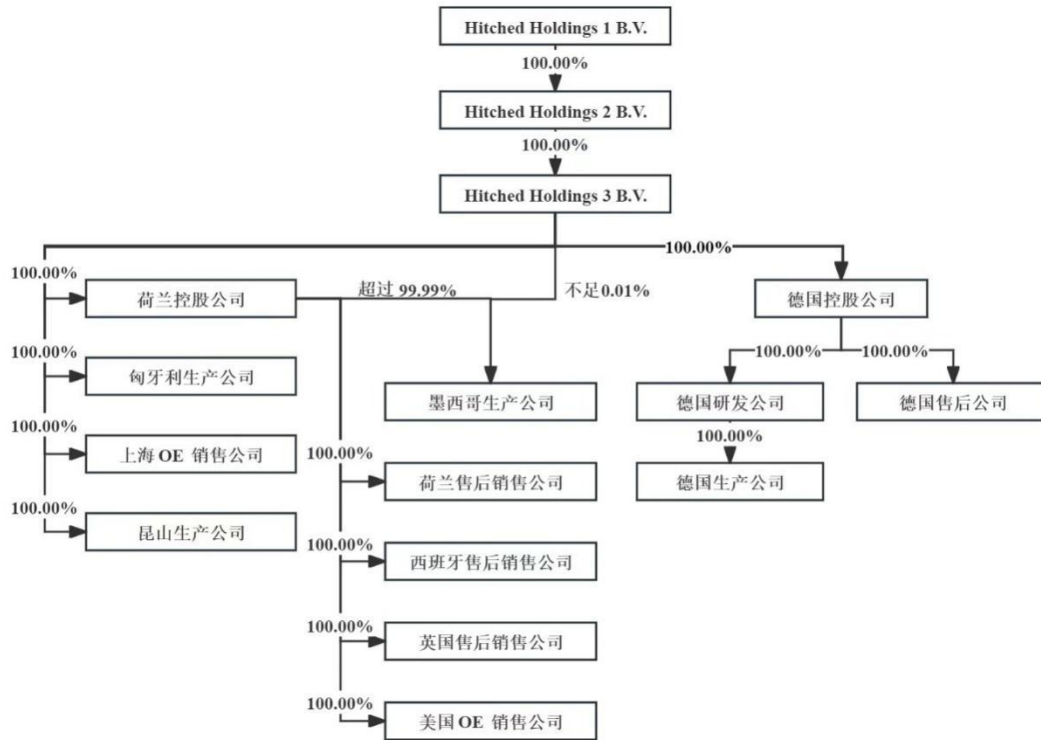 Hitched Holdings 1 B.V.
100.00%
Hitched Holdings 2 B.V.
100.00%
Hitched Holdings 3 B.V.
100.00%
100.00%
超过 99.99%
不足0.01%
荷兰控股公司
德国控股公司
100.00%
100.00%
100.00%
匈牙利生产公司
墨西哥生产公司
德国研发公司
德国售后公司
100.00%
100.00%
100.00%
上海 OE 销售公司
荷兰售后销售公司
德国生产公司
100.00%
昆山生产公司
100.00%
西班牙售后销售公司
100.00%
英国售后销售公司
100.00%
美国 OE 销售公司